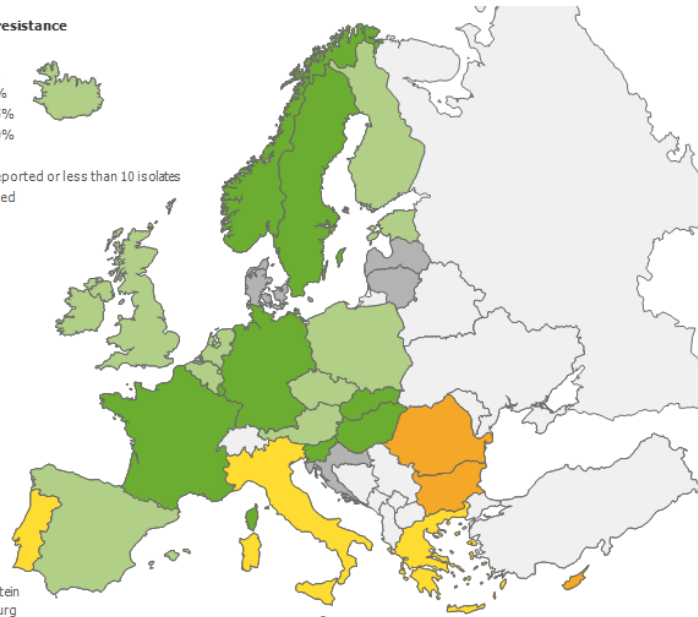 resistance
%
%
%
ported or less than 10 isolates
ed
tein
urg